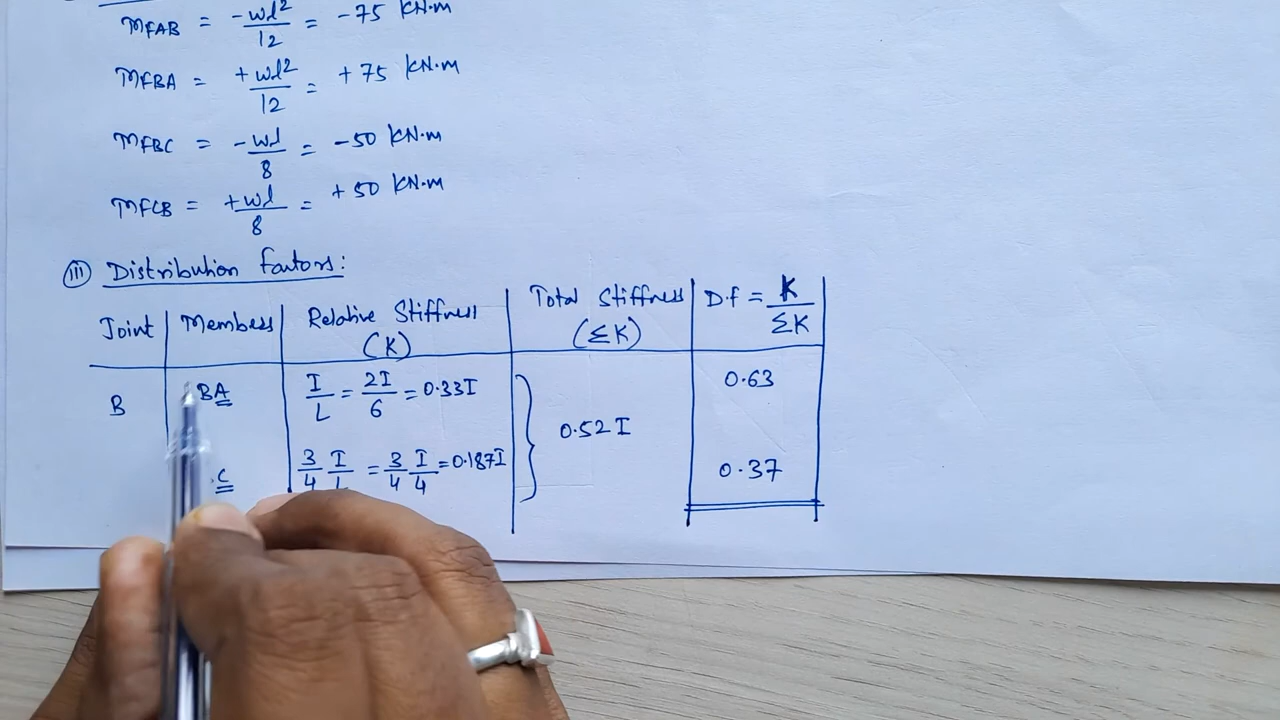 MFAB = -wl²/12 = -75 KN.m
MFBA = +wl²/12 = +75 KN.m
MFBC = -wl/8 = -50 KN.m
MFCB = +wl/8 = +50 KN.m
III Distribution factors:
Joint Members Relative Stiffness (K) Total Stiffness (ΣK) D.f = K/ΣK
B BA I/L = 2I/6 = 0.33I 0.52 I 0.63
C 3/4 I/L = 3/4 I/4 = 0.187I 0.37